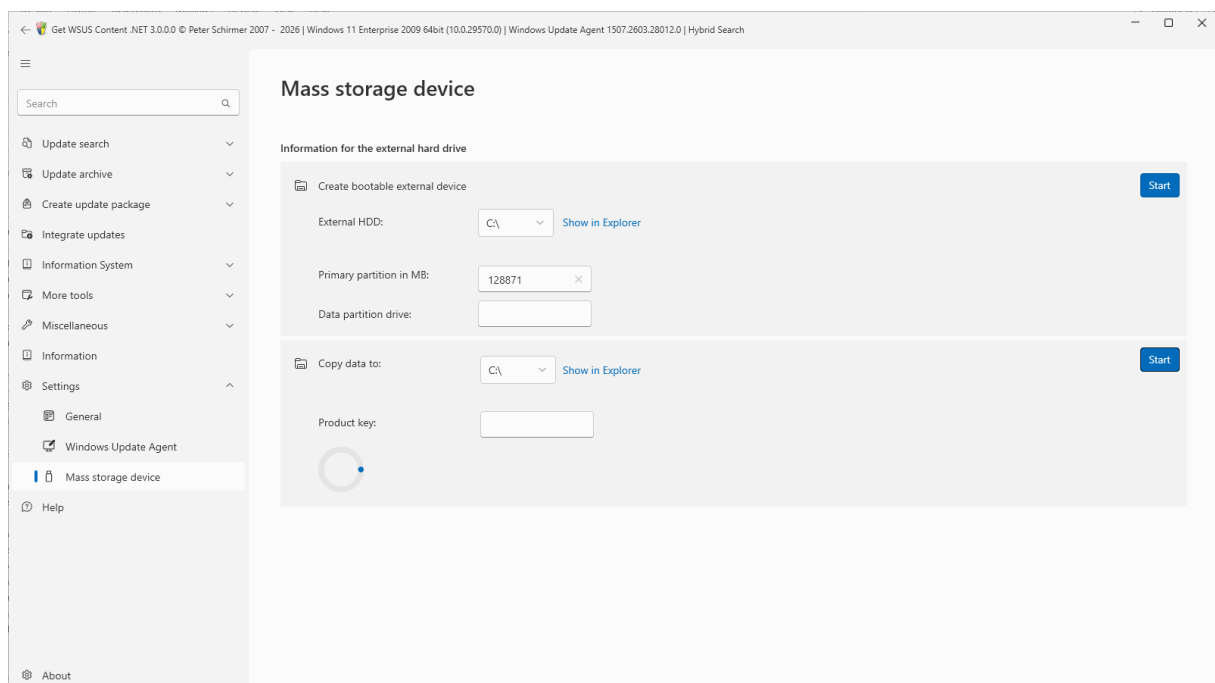 Get WSUS Content .NET 3.0.0.0 © Peter Schirmer 2007 - 2026 | Windows 11 Enterprise 2009 64bit (10.0.29570.0) | Windows Update Agent 1507.2603.28012.0 | Hybrid Search
Search
Update search
Update archive
Create update package
Integrate updates
Information System
More tools
Miscellaneous
Information
Settings
General
Windows Update Agent
Mass storage device
Help
About
Mass storage device
Information for the external hard drive
Create bootable external device
Start
External HDD:
C:\
Show in Explorer
Primary partition in MB:
128871
Data partition drive:
Copy data to:
C:\
Show in Explorer
Start
Product key: